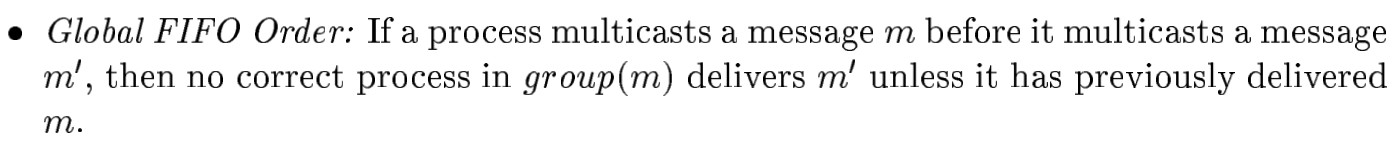 • Global FIFO Order: If a process multicasts a message m before it multicasts a message
m′, then no correct process in group(m) delivers m′ unless it has previously delivered
m.